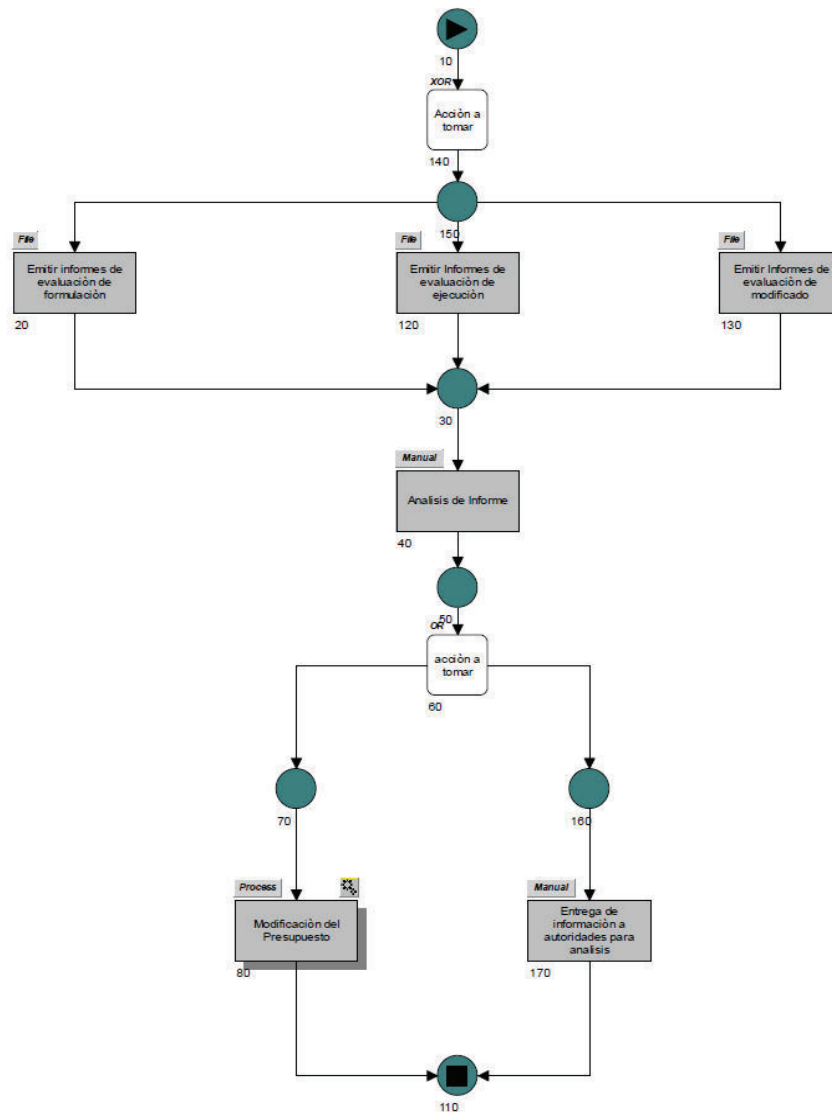 10
XOR
Acciòn a
tomar
140
150
File
Emitir informes de
evaluaciòn de
formulaciòn
20
File
Emitir Informes de
evaluaciòn de
ejecuciòn
120
File
Emitir Informes de
evaluaciòn de
modificado
130
30
Manual
Analisis de Informe
40
50
OR
acciòn a
tomar
60
70
160
Process
Modificaciòn del
Presupuesto
80
Manual
Entrega de
informaciòn a
autoridades para
analisis
170
110